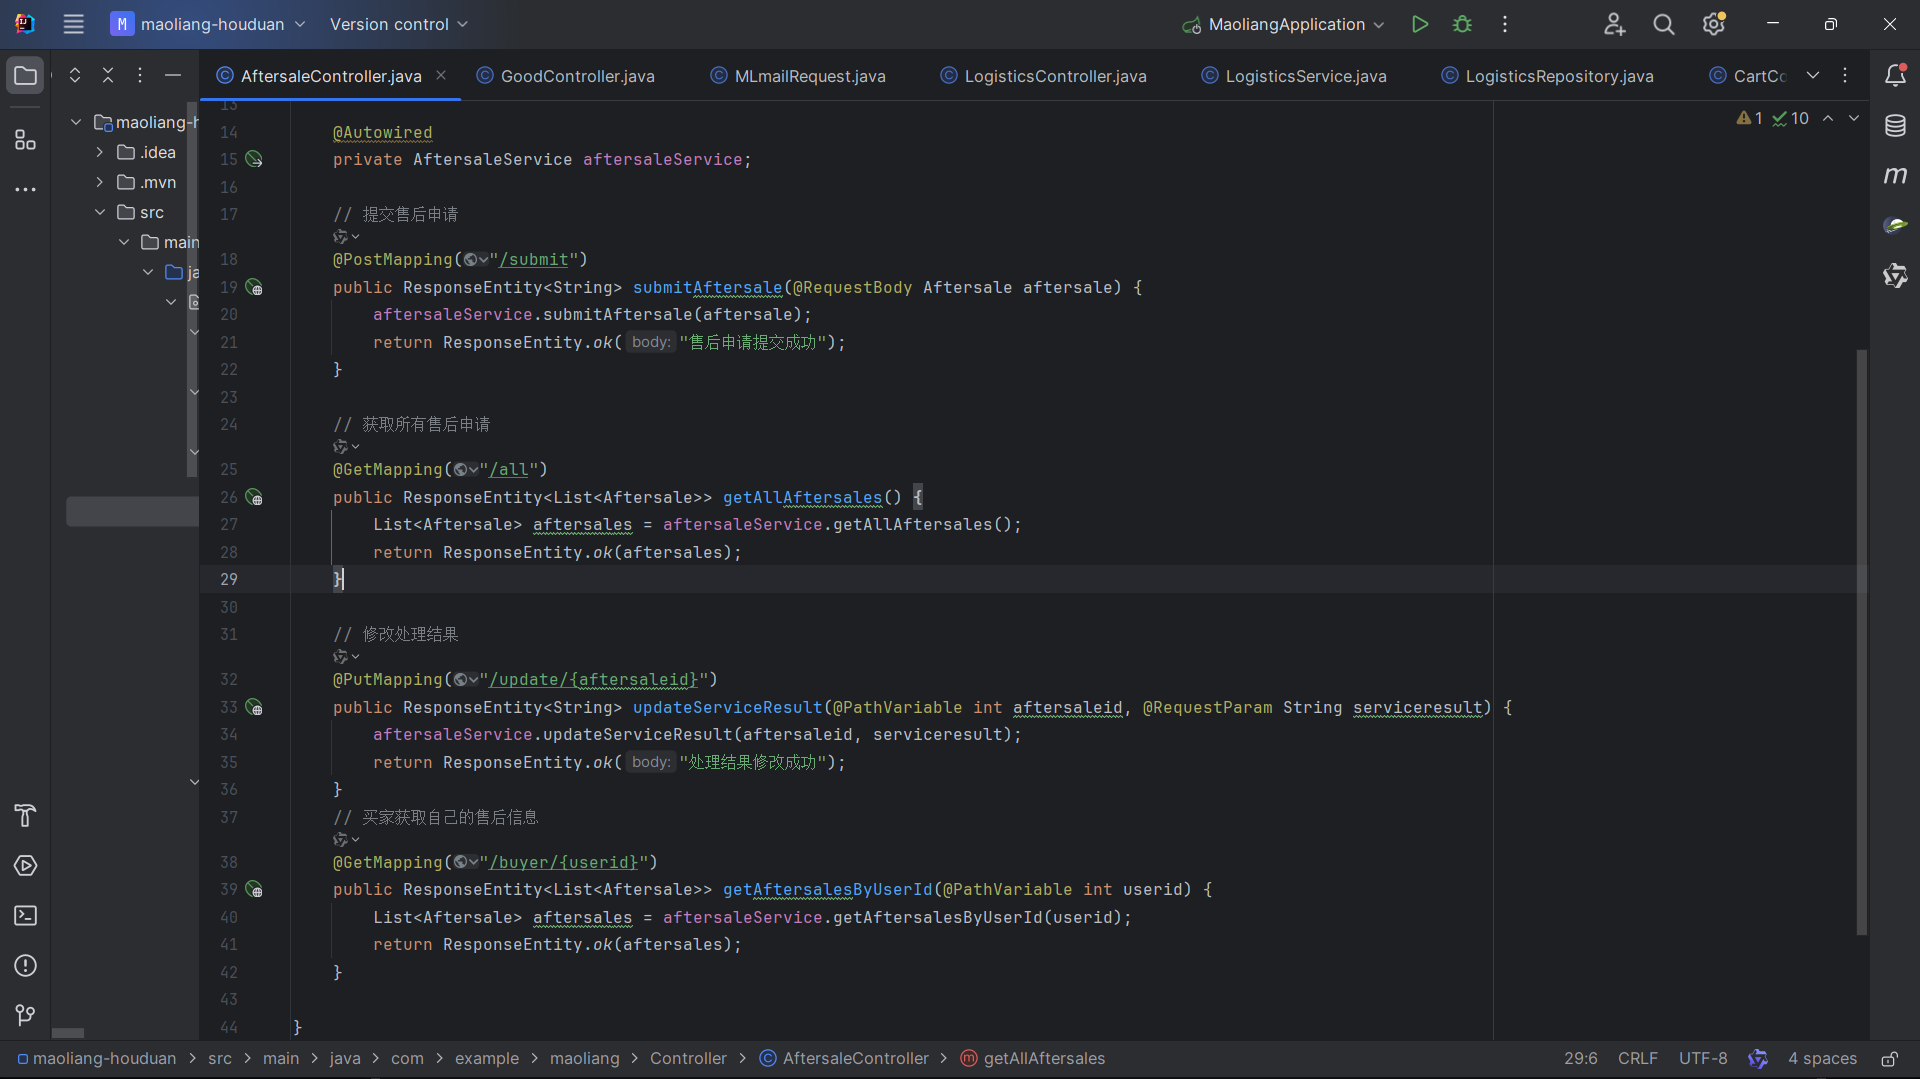 M maoliang-houduan Version control MaoliangApplication
AftersaleController.java GoodController.java MLmailRequest.java LogisticsController.java LogisticsService.java LogisticsRepository.java CartCo
maoliang-h
.idea
.mvn
src
main
ja
1 10
13
14 @Autowired
15 private AftersaleService aftersaleService;
16
17 // 提交售后申请
18 @PostMapping("/submit")
19 public ResponseEntity<String> submitAftersale(@RequestBody Aftersale aftersale) {
20 aftersaleService.submitAftersale(aftersale);
21 return ResponseEntity.ok( body: "售后申请提交成功");
22 }
23
24 // 获取所有售后申请
25 @GetMapping("/all")
26 public ResponseEntity<List<Aftersale>> getAllAftersales() {
27 List<Aftersale> aftersales = aftersaleService.getAllAftersales();
28 return ResponseEntity.ok(aftersales);
29 }
30
31 // 修改处理结果
32 @PutMapping("/update/{aftersaleid}")
33 public ResponseEntity<String> updateServiceResult(@PathVariable int aftersaleid, @RequestParam String serviceresult) {
34 aftersaleService.updateServiceResult(aftersaleid, serviceresult);
35 return ResponseEntity.ok( body: "处理结果修改成功");
36 }
37 // 买家获取自己的售后信息
38 @GetMapping("/buyer/{userid}")
39 public ResponseEntity<List<Aftersale>> getAftersalesByUserId(@PathVariable int userid) {
40 List<Aftersale> aftersales = aftersaleService.getAftersalesByUserId(userid);
41 return ResponseEntity.ok(aftersales);
42 }
43
44 }
maoliang-houduan > src > main > java > com > example > maoliang > Controller > AftersaleController > getAllAftersales 29:6 CRLF UTF-8 4 spaces